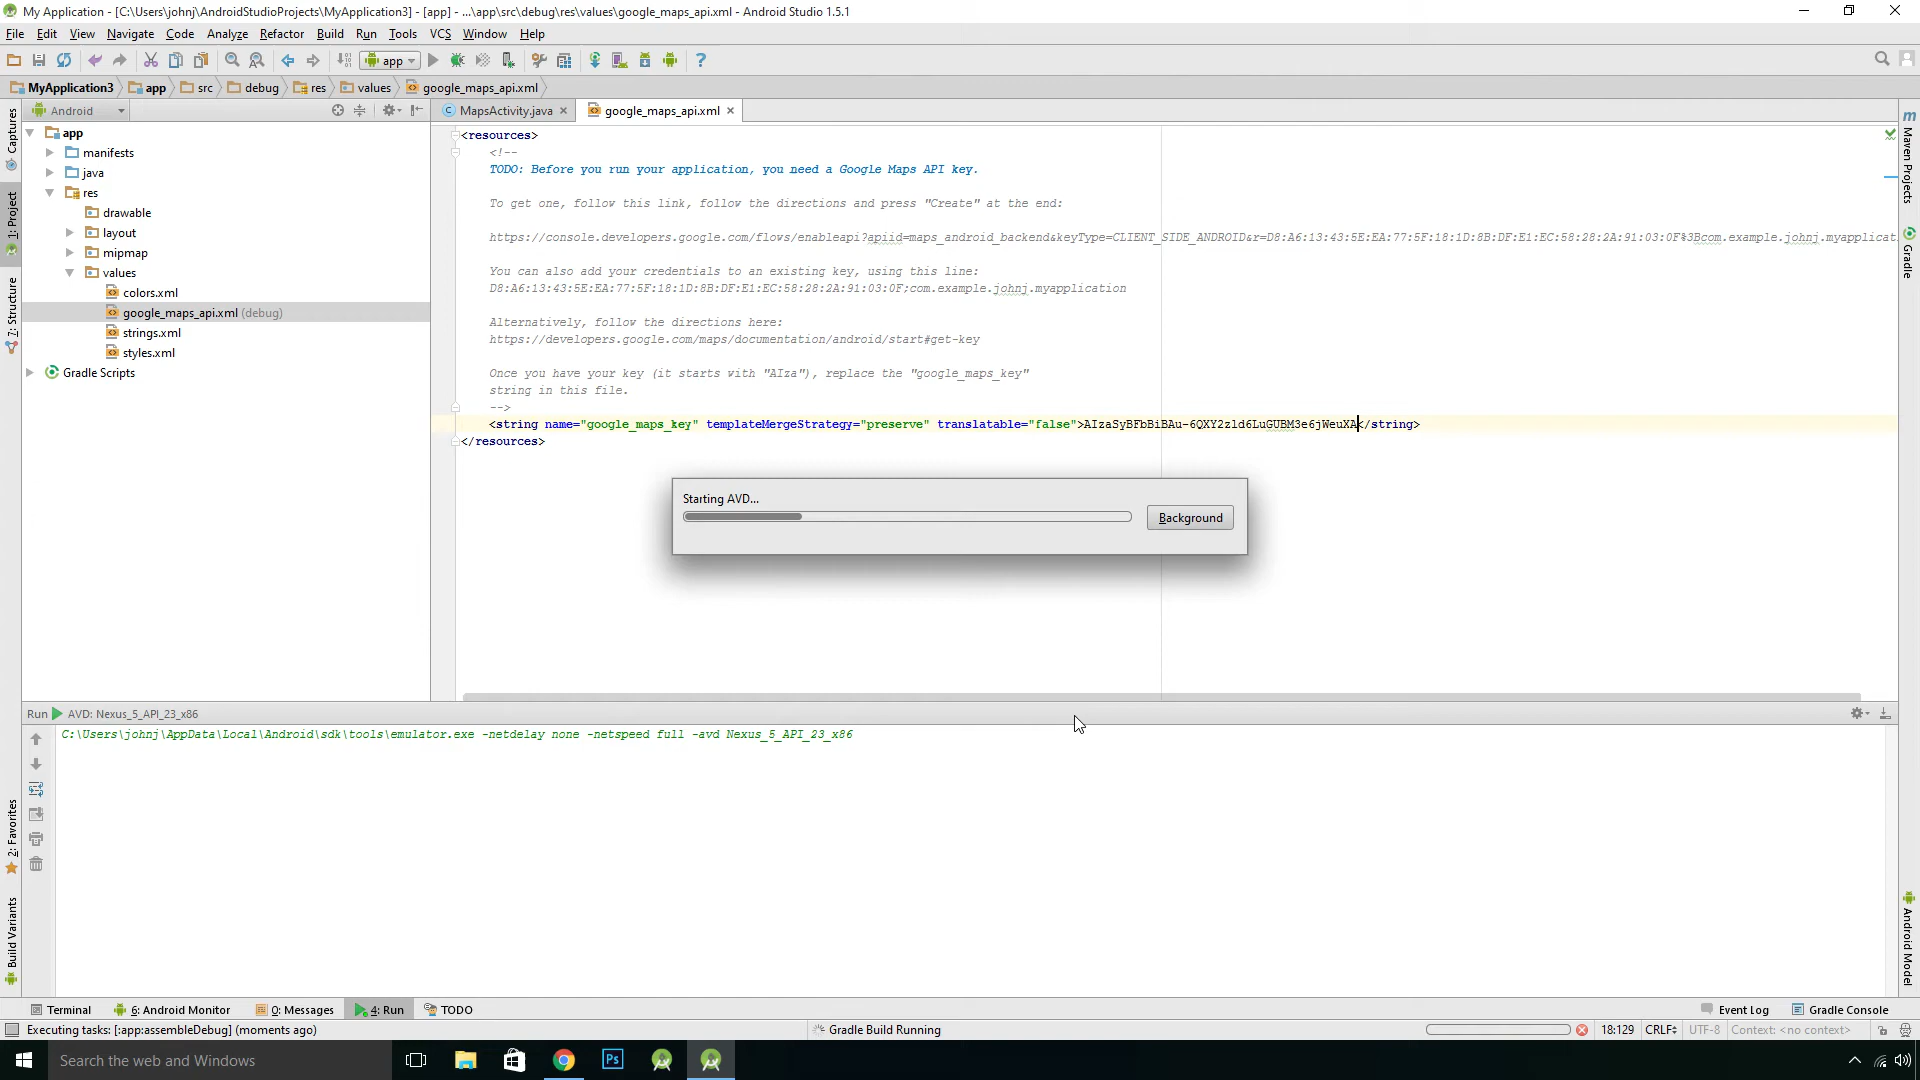 My Application - [C:\Users\johnj\AndroidStudioProjects\MyApplication3] - [app] - ...\app\src\debug\res\values\google_maps_api.xml - Android Studio 1.5.1
File Edit View Navigate Code Analyze Refactor Build Run Tools VCS Window Help
app
MyApplication3 app src debug res values google_maps_api.xml
Android
MapsActivity.java google_maps_api.xml
app
manifests
java
res
drawable
layout
mipmap
values
colors.xml
google_maps_api.xml (debug)
strings.xml
styles.xml
Gradle Scripts
Captures
1: Project
7: Structure
2: Favorites
Build Variants
<resources>
<!--
TODO: Before you run your application, you need a Google Maps API key.
To get one, follow this link, follow the directions and press "Create" at the end:
https://console.developers.google.com/flows/enableapi?apiid=maps_android_backend&keyType=CLIENT_SIDE_ANDROID&r=D8:A6:13:43:5E:EA:77:5F:18:1D:8B:DF:E1:EC:58:28:2A:91:03:0F%3Bcom.example.johnj.myapplicat
You can also add your credentials to an existing key, using this line:
D8:A6:13:43:5E:EA:77:5F:18:1D:8B:DF:E1:EC:58:28:2A:91:03:0F;com.example.johnj.myapplication
Alternatively, follow the directions here:
https://developers.google.com/maps/documentation/android/start#get-key
Once you have your key (it starts with "AIza"), replace the "google_maps_key"
string in this file.
-->
<string name="google_maps_key" templateMergeStrategy="preserve" translatable="false">AIzaSyBFbBiBAu-6QXY2zld6LuGUBM3e6jWeuXA</string>
</resources>
Starting AVD...
Background
Maven Projects
Gradle
Android Model
Run AVD: Nexus_5_API_23_x86
C:\Users\johnj\AppData\Local\Android\sdk\tools\emulator.exe -netdelay none -netspeed full -avd Nexus_5_API_23_x86
Terminal 6: Android Monitor 0: Messages 4: Run TODO Event Log Gradle Console
Executing tasks: [:app:assembleDebug] (moments ago) Gradle Build Running 18:129 CRLF UTF-8 Context: <no context>
Search the web and Windows
Ps